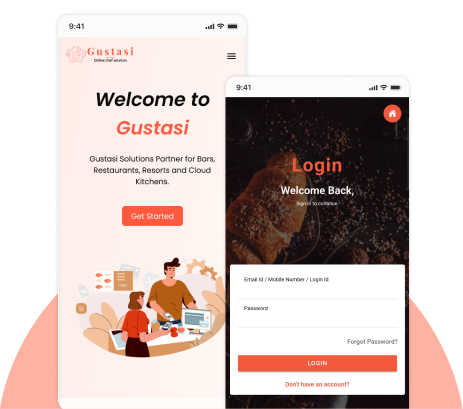 9:41
Gustasi
Online chef services
Welcome to
Gustasi
Gustasi Solutions Partner for Bars,
Restaurants, Resorts and Cloud
Kitchens.
Get Started
9:41
Login
Welcome Back,
Sign in to continue
Email Id / Mobile Number / Login Id
Password
Forgot Password?
LOGIN
Don't have an account?